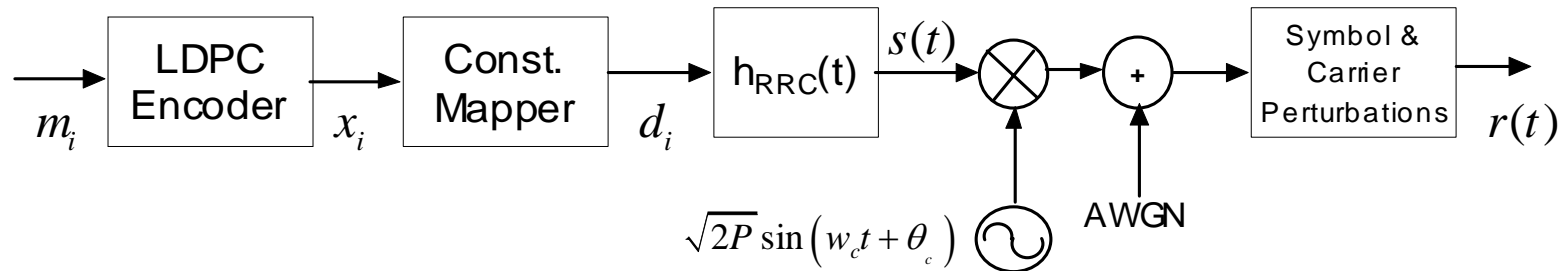 LDPC
Encoder
Const.
Mapper
h_RRC(t)
s(t)
+
Symbol &
Carrier
Perturbations
m_i
x_i
d_i
r(t)
AWGN
√2P sin(w_c t + θ_c)